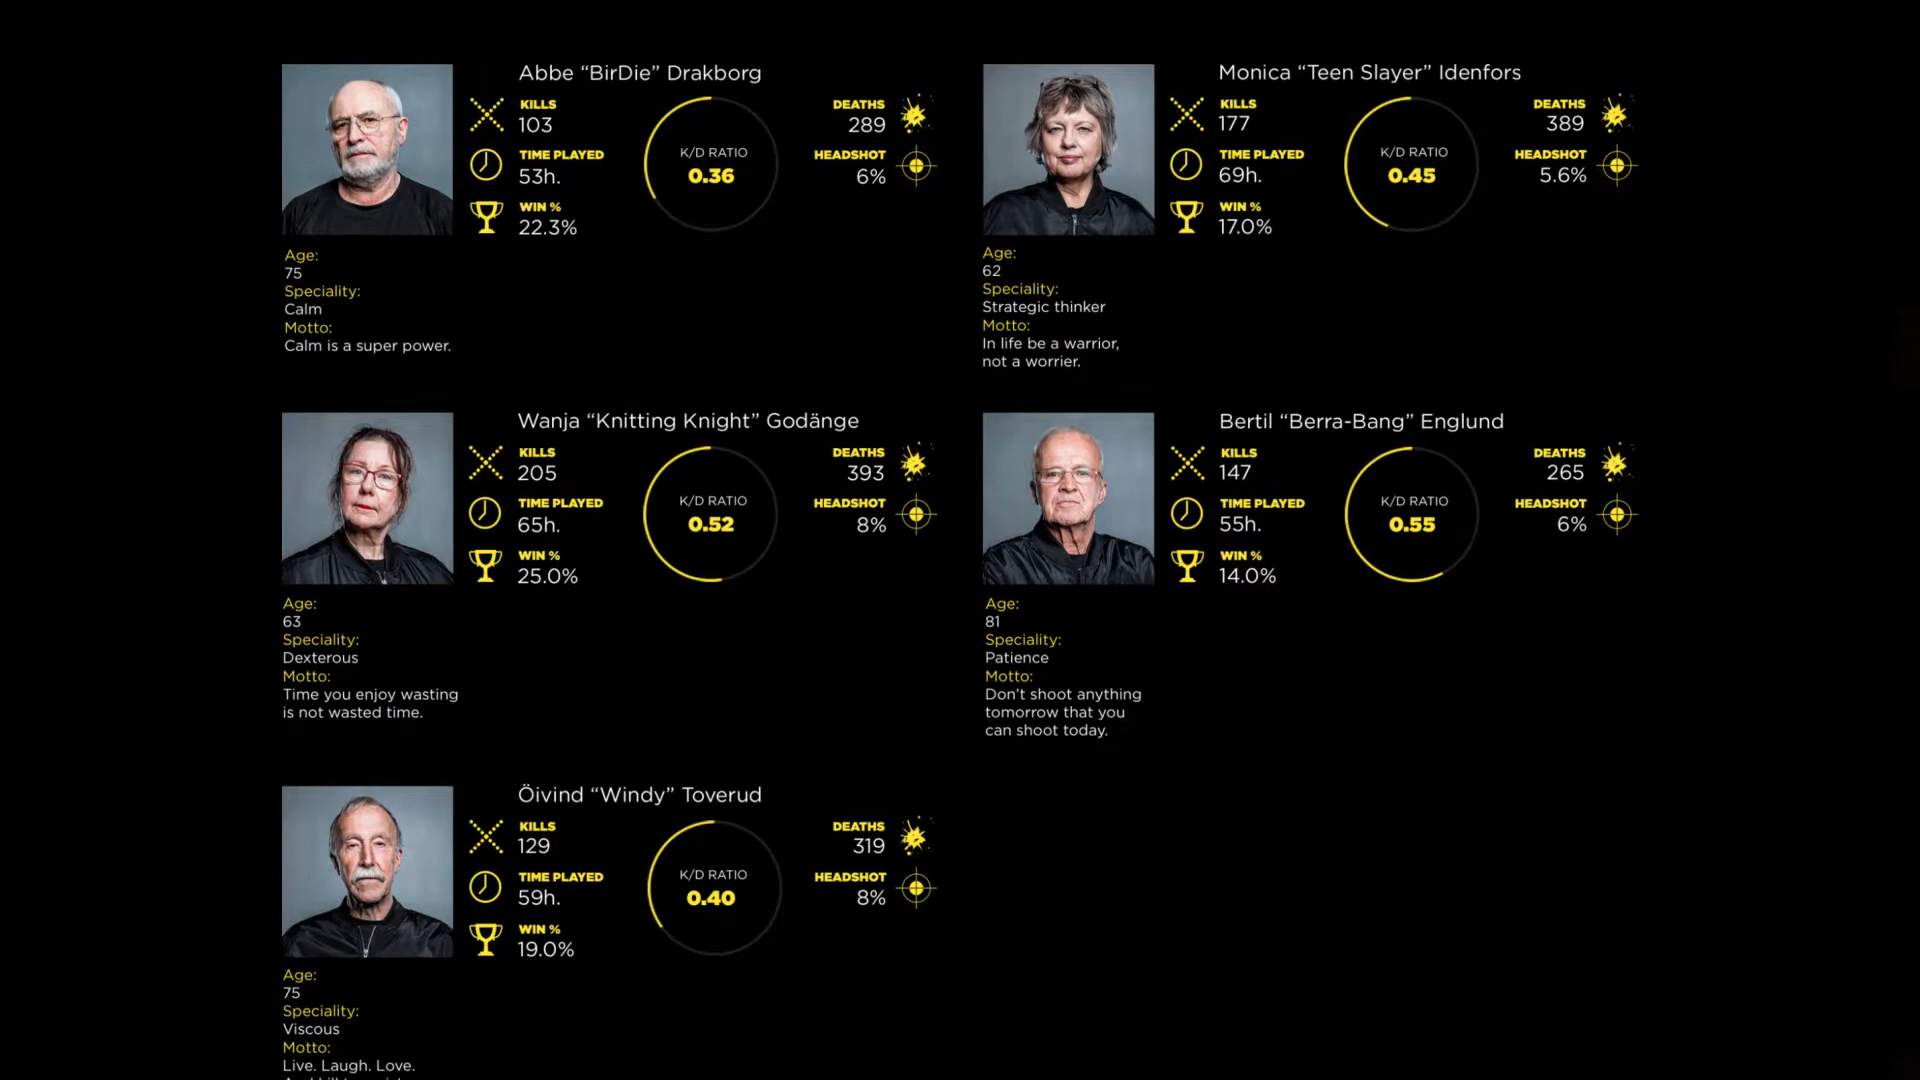 Abbe “BirDie” Drakborg
KILLS
103
TIME PLAYED
53h.
WIN %
22.3%
K/D RATIO
0.36
DEATHS
289
HEADSHOT
6%
Age:
75
Speciality:
Calm
Motto:
Calm is a super power.
Monica “Teen Slayer” Idenfors
KILLS
177
TIME PLAYED
69h.
WIN %
17.0%
K/D RATIO
0.45
DEATHS
389
HEADSHOT
5.6%
Age:
62
Speciality:
Strategic thinker
Motto:
In life be a warrior,
not a worrier.
Wanja “Knitting Knight” Godänge
KILLS
205
TIME PLAYED
65h.
WIN %
25.0%
K/D RATIO
0.52
DEATHS
393
HEADSHOT
8%
Age:
63
Speciality:
Dexterous
Motto:
Time you enjoy wasting
is not wasted time.
Bertil “Berra-Bang” Englund
KILLS
147
TIME PLAYED
55h.
WIN %
14.0%
K/D RATIO
0.55
DEATHS
265
HEADSHOT
6%
Age:
81
Speciality:
Patience
Motto:
Don’t shoot anything
tomorrow that you
can shoot today.
Öivind “Windy” Toverud
KILLS
129
TIME PLAYED
59h.
WIN %
19.0%
K/D RATIO
0.40
DEATHS
319
HEADSHOT
8%
Age:
75
Speciality:
Viscous
Motto:
Live. Laugh. Love.